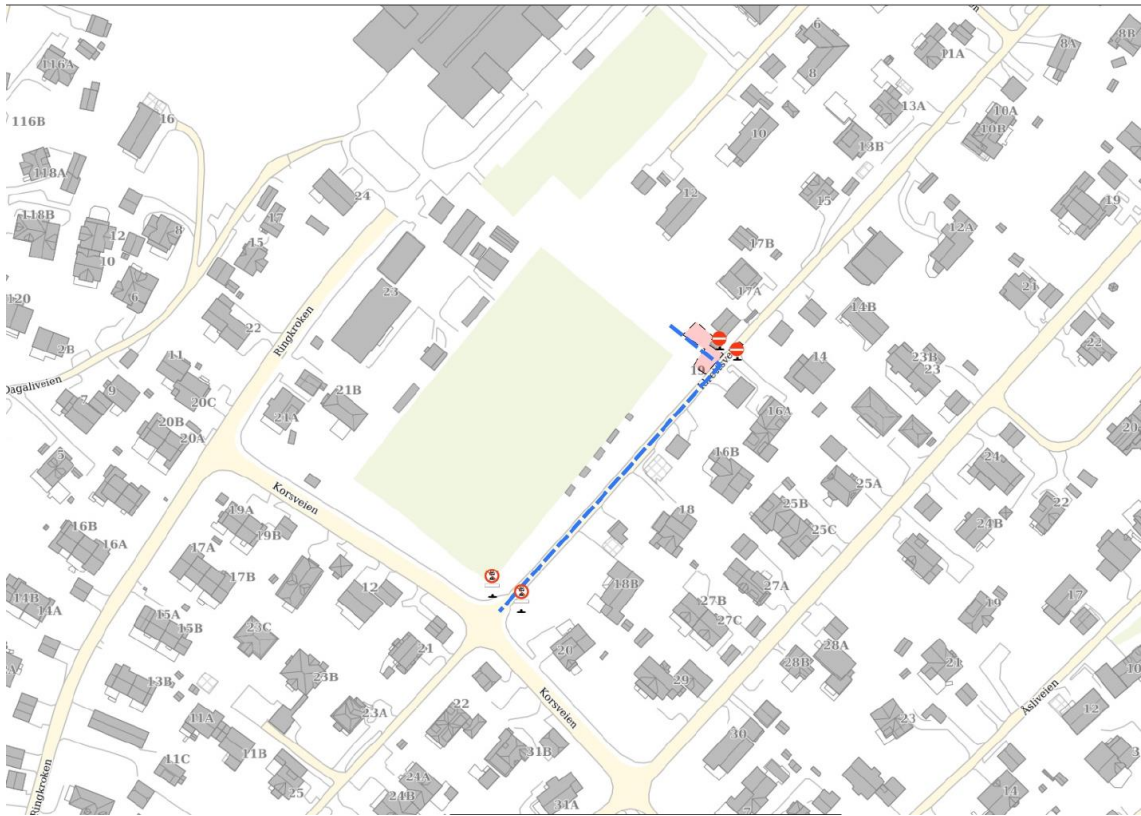 6
8B
8A
11A
116A
8
13A
10A
16
116B
10
10B
13B
118A
12
15
24
19
118B
17
12
8
12A
17B
15
10
17A
21
6
23
120
14B
22
Ringkroken
22
2B
23B
14
11
19
23
Dagaliveien
20C
9
21B
7
16A
21A
20B
20
20A
16B
24
5
25A
Korsveien
22
19A
25B
18
16B
24B
19B
25C
16A
17A
18B
17B
27A
12
14B
27B
17
14A
15A
19
27C
15B
23C
28A
21
20
28B
21
23B
29
13B
10
Åsliveien
Korsveien
12
23A
22
11A
23
30
31B
11B
11C
24A
14
25
Ringkroken
24B
31A
7